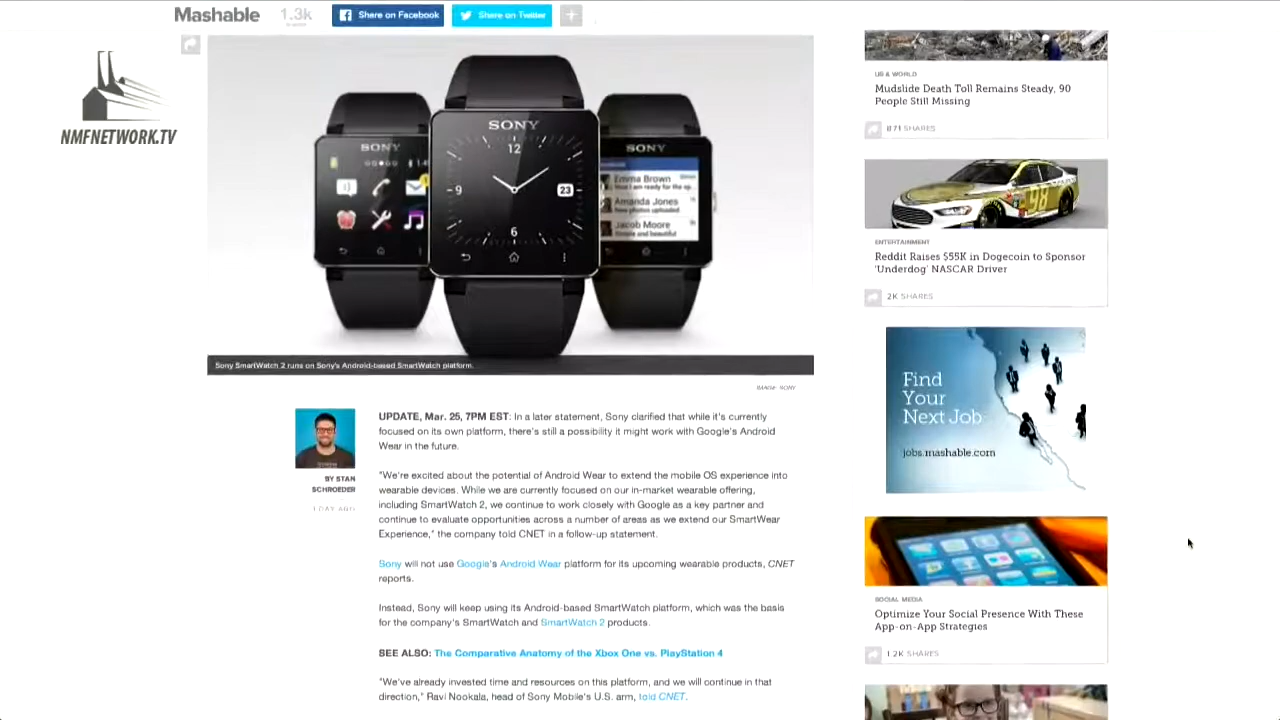 Mashable
1.3k
Share on Facebook
Share on Twitter
+
NMFNETWORK.TV
SONY
SONY
12
9
23
6
SONY
Emma Brown
Amanda Jones
New photos uploaded
Jacob Moore
Simple and beautiful
Sony SmartWatch 2 runs on Sony's Android-based SmartWatch platform.
IMAGE: SONY
BY STAN
SCHROEDER
1 DAY AGO
UPDATE, Mar. 25, 7PM EST: In a later statement, Sony clarified that while it's currently
focused on its own platform, there's still a possibility it might work with Google's Android
Wear in the future.
"We're excited about the potential of Android Wear to extend the mobile OS experience into
wearable devices. While we are currently focused on our in-market wearable offering,
including SmartWatch 2, we continue to work closely with Google as a key partner and
continue to evaluate opportunities across a number of areas as we extend our SmartWear
Experience," the company told CNET in a follow-up statement.
Sony will not use Google's Android Wear platform for its upcoming wearable products, CNET
reports.
Instead, Sony will keep using its Android-based SmartWatch platform, which was the basis
for the company's SmartWatch and SmartWatch 2 products.
SEE ALSO: The Comparative Anatomy of the Xbox One vs. PlayStation 4
"We've already invested time and resources on this platform, and we will continue in that
direction," Ravi Nookala, head of Sony Mobile's U.S. arm, told CNET.
US & WORLD
Mudslide Death Toll Remains Steady, 90
People Still Missing
871 SHARES
98
ENTERTAINMENT
Reddit Raises $55K in Dogecoin to Sponsor
'Underdog' NASCAR Driver
2K SHARES
Find
Your
Next Job
jobs.mashable.com
SOCIAL MEDIA
Optimize Your Social Presence With These
App-on-App Strategies
1.2K SHARES